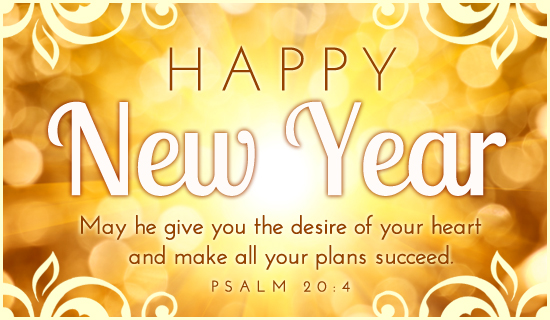 HAPPY
New Year
May he give you the desire of your heart
and make all your plans succeed.
PSALM 20:4